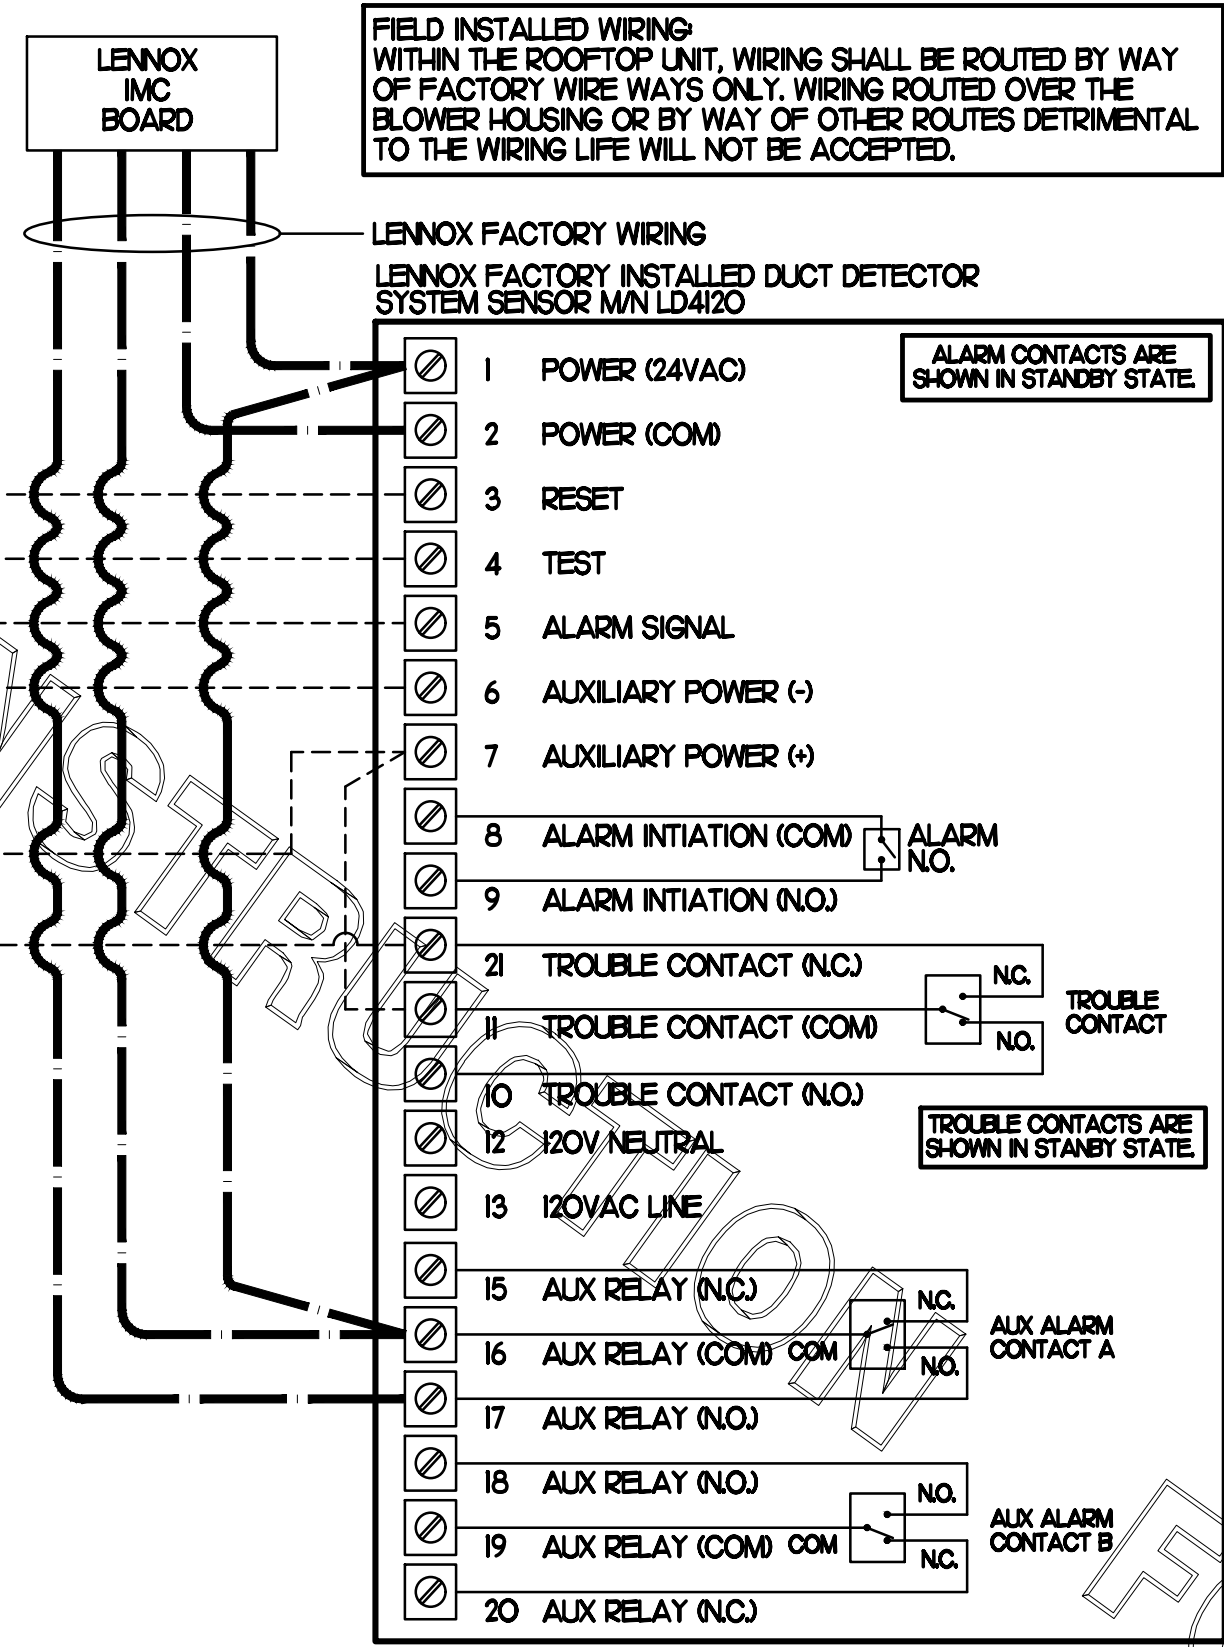 LENNOX
IMC
BOARD
FIELD INSTALLED WIRING:
WITHIN THE ROOFTOP UNIT, WIRING SHALL BE ROUTED BY WAY
OF FACTORY WIRE WAYS ONLY. WIRING ROUTED OVER THE
BLOWER HOUSING OR BY WAY OF OTHER ROUTES DETRIMENTAL
TO THE WIRING LIFE WILL NOT BE ACCEPTED.
LENNOX FACTORY WIRING
LENNOX FACTORY INSTALLED DUCT DETECTOR
SYSTEM SENSOR M/N LD4120
ALARM CONTACTS ARE
SHOWN IN STANDBY STATE.
1 POWER (24VAC)
2 POWER (COM)
3 RESET
4 TEST
5 ALARM SIGNAL
6 AUXILIARY POWER (-)
7 AUXILIARY POWER (+)
8 ALARM INTIATION (COM)
ALARM
N.O.
9 ALARM INTIATION (N.O.)
21 TROUBLE CONTACT (N.C.)
N.C.
TROUBLE
CONTACT
11 TROUBLE CONTACT (COM)
N.O.
10 TROUBLE CONTACT (N.O.)
TROUBLE CONTACTS ARE
SHOWN IN STANBY STATE.
12 120V NEUTRAL
13 120VAC LINE
15 AUX RELAY (N.C.)
N.C.
AUX ALARM
CONTACT A
16 AUX RELAY (COM) COM
N.O.
17 AUX RELAY (N.O.)
18 AUX RELAY (N.O.)
N.O.
AUX ALARM
CONTACT B
19 AUX RELAY (COM) COM
N.C.
20 AUX RELAY (N.C.)
NSTRUCTION
F